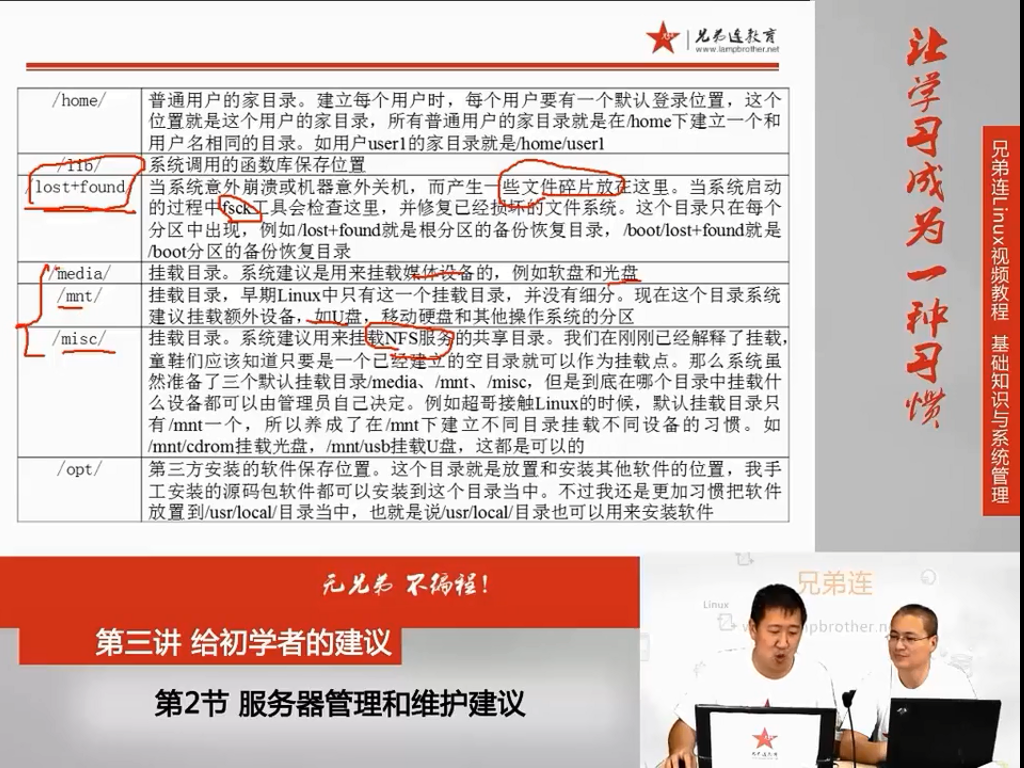 兄弟连教育
www.lampbrother.net
/home/
普通用户的家目录。建立每个用户时，每个用户要有一个默认登录位置，这个
位置就是这个用户的家目录，所有普通用户的家目录就是在/home下建立一个和
用户名相同的目录。如用户user1的家目录就是/home/user1
/lib/
系统调用的函数库保存位置
/lost+found/
当系统意外崩溃或机器意外关机，而产生一些文件碎片放在这里。当系统启动
的过程中fsck工具会检查这里，并修复已经损坏的文件系统。这个目录只在每个
分区中出现，例如/lost+found就是根分区的备份恢复目录，/boot/lost+found就是
/boot分区的备份恢复目录
/media/
挂载目录。系统建议是用来挂载媒体设备的，例如软盘和光盘
/mnt/
挂载目录，早期Linux中只有这一个挂载目录，并没有细分。现在这个目录系统
建议挂载额外设备，如U盘，移动硬盘和其他操作系统的分区
/misc/
挂载目录。系统建议用来挂载NFS服务的共享目录。我们在刚刚已经解释了挂载，
童鞋们应该知道只要是一个已经建立的空目录就可以作为挂载点。那么系统虽
然准备了三个默认挂载目录/media、/mnt、/misc，但是到底在哪个目录中挂载什
么设备都可以由管理员自己决定。例如超哥接触Linux的时候，默认挂载目录只
有/mnt一个，所以养成了在/mnt下建立不同目录挂载不同设备的习惯。如
/mnt/cdrom挂载光盘，/mnt/usb挂载U盘，这都是可以的
/opt/
第三方安装的软件保存位置。这个目录就是放置和安装其他软件的位置，我手
工安装的源码包软件都可以安装到这个目录当中。不过我还是更加习惯把软件
放置到/usr/local/目录当中，也就是说/usr/local/目录也可以用来安装软件
让学习成为一种习惯
兄弟连Linux视频教程 基础知识与系统管理
无兄弟 不编程！
第三讲 给初学者的建议
第2节 服务器管理和维护建议
兄弟连
Linux